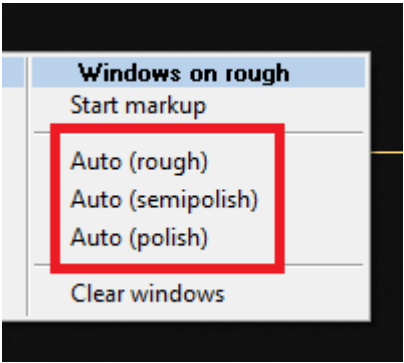 Windows on rough
Start markup
Auto (rough)
Auto (semipolish)
Auto (polish)
Clear windows